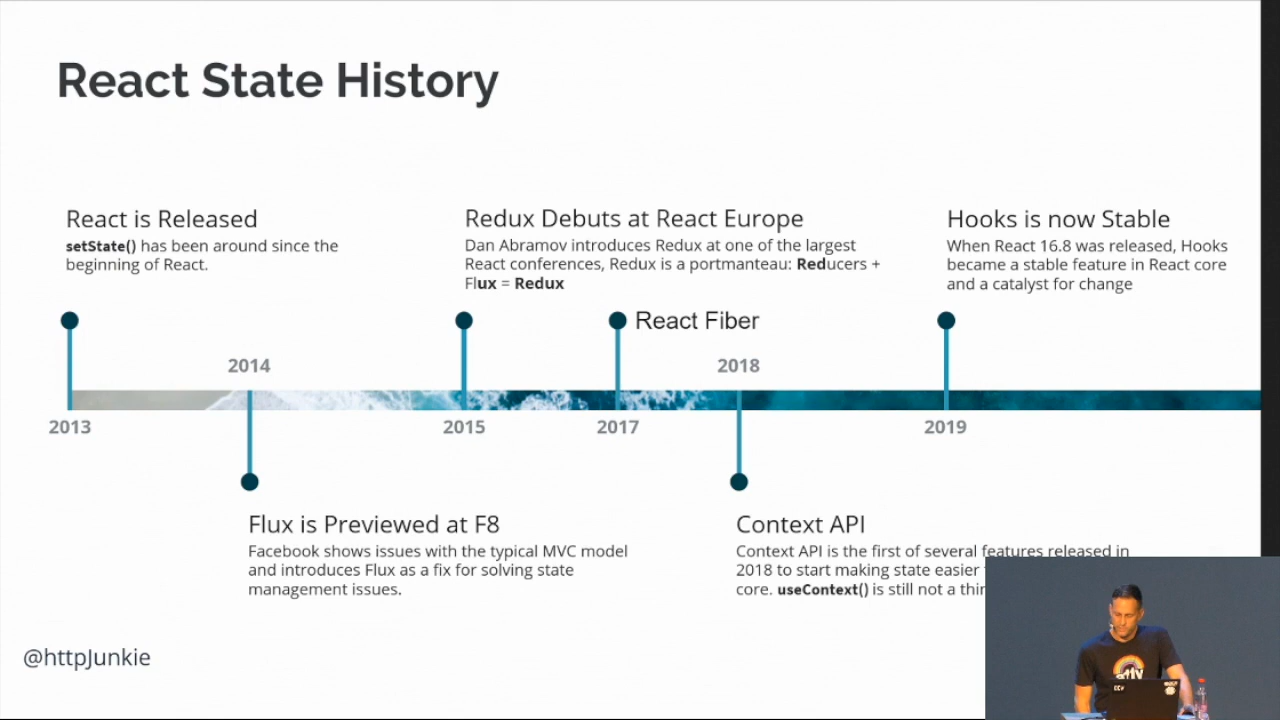 React State History
React is Released
setState() has been around since the
beginning of React.
Redux Debuts at React Europe
Dan Abramov introduces Redux at one of the largest
React conferences, Redux is a portmanteau: Reducers +
Flux = Redux
Hooks is now Stable
When React 16.8 was released, Hooks
became a stable feature in React core
and a catalyst for change
React Fiber
2014
2018
2013
2015
2017
2019
Flux is Previewed at F8
Facebook shows issues with the typical MVC model
and introduces Flux as a fix for solving state
management issues.
Context API
Context API is the first of several features released in
2018 to start making state easier
core. useContext() is still not a
@httpJunkie